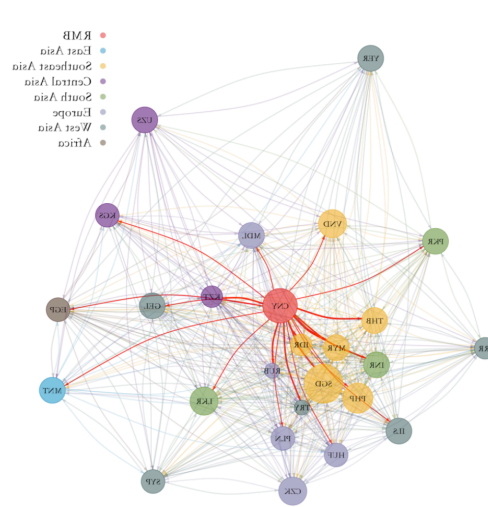 RMB
East Asia
Southeast Asia
Central Asia
South Asia
Europe
West Asia
Africa
YER
UZS
KGS
VND
MDL
PKR
KZT
CNY
GEL
EGP
THB
IDR
MYR
INR
RUB
SGD
MNT
PHP
LKR
TRY
ILS
PLN
HUF
SYP
CZK